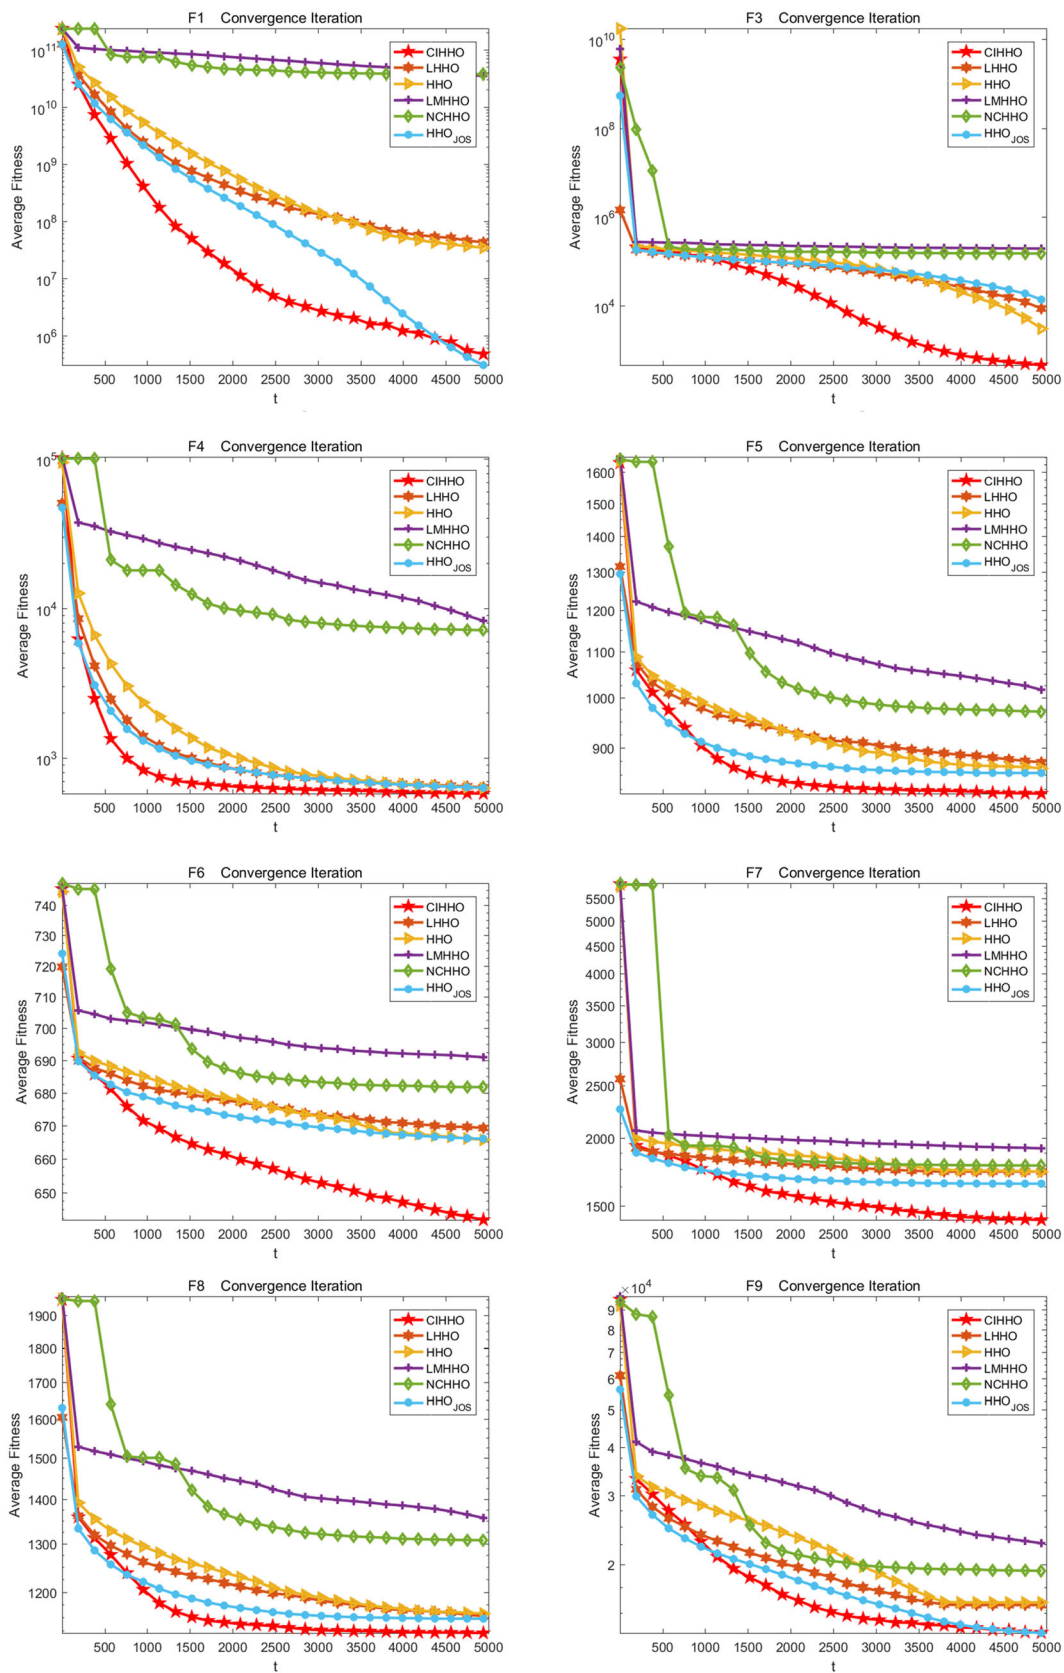 F1 Convergence Iteration
10^11
10^10
10^9
10^8
10^7
10^6
Average Fitness
CIHHO
LHHO
HHO
LMHHO
NCHHO
HHO_JOS
500 1000 1500 2000 2500 3000 3500 4000 4500 5000
t
F3 Convergence Iteration
10^10
10^8
10^6
10^4
Average Fitness
CIHHO
LHHO
HHO
LMHHO
NCHHO
HHO_JOS
500 1000 1500 2000 2500 3000 3500 4000 4500 5000
t
F4 Convergence Iteration
10^5
10^4
10^3
Average Fitness
CIHHO
LHHO
HHO
LMHHO
NCHHO
HHO_JOS
500 1000 1500 2000 2500 3000 3500 4000 4500 5000
t
F5 Convergence Iteration
1600
1500
1400
1300
1200
1100
1000
900
Average Fitness
CIHHO
LHHO
HHO
LMHHO
NCHHO
HHO_JOS
500 1000 1500 2000 2500 3000 3500 4000 4500 5000
t
F6 Convergence Iteration
740
730
720
710
700
690
680
670
660
650
Average Fitness
CIHHO
LHHO
HHO
LMHHO
NCHHO
HHO_JOS
500 1000 1500 2000 2500 3000 3500 4000 4500 5000
t
F7 Convergence Iteration
5500
5000
4500
4000
3500
3000
2500
2000
1500
Average Fitness
CIHHO
LHHO
HHO
LMHHO
NCHHO
HHO_JOS
500 1000 1500 2000 2500 3000 3500 4000 4500 5000
t
F8 Convergence Iteration
1900
1800
1700
1600
1500
1400
1300
1200
Average Fitness
CIHHO
LHHO
HHO
LMHHO
NCHHO
HHO_JOS
500 1000 1500 2000 2500 3000 3500 4000 4500 5000
t
F9 Convergence Iteration
×10^4
9
8
7
6
5
4
3
2
Average Fitness
CIHHO
LHHO
HHO
LMHHO
NCHHO
HHO_JOS
500 1000 1500 2000 2500 3000 3500 4000 4500 5000
t